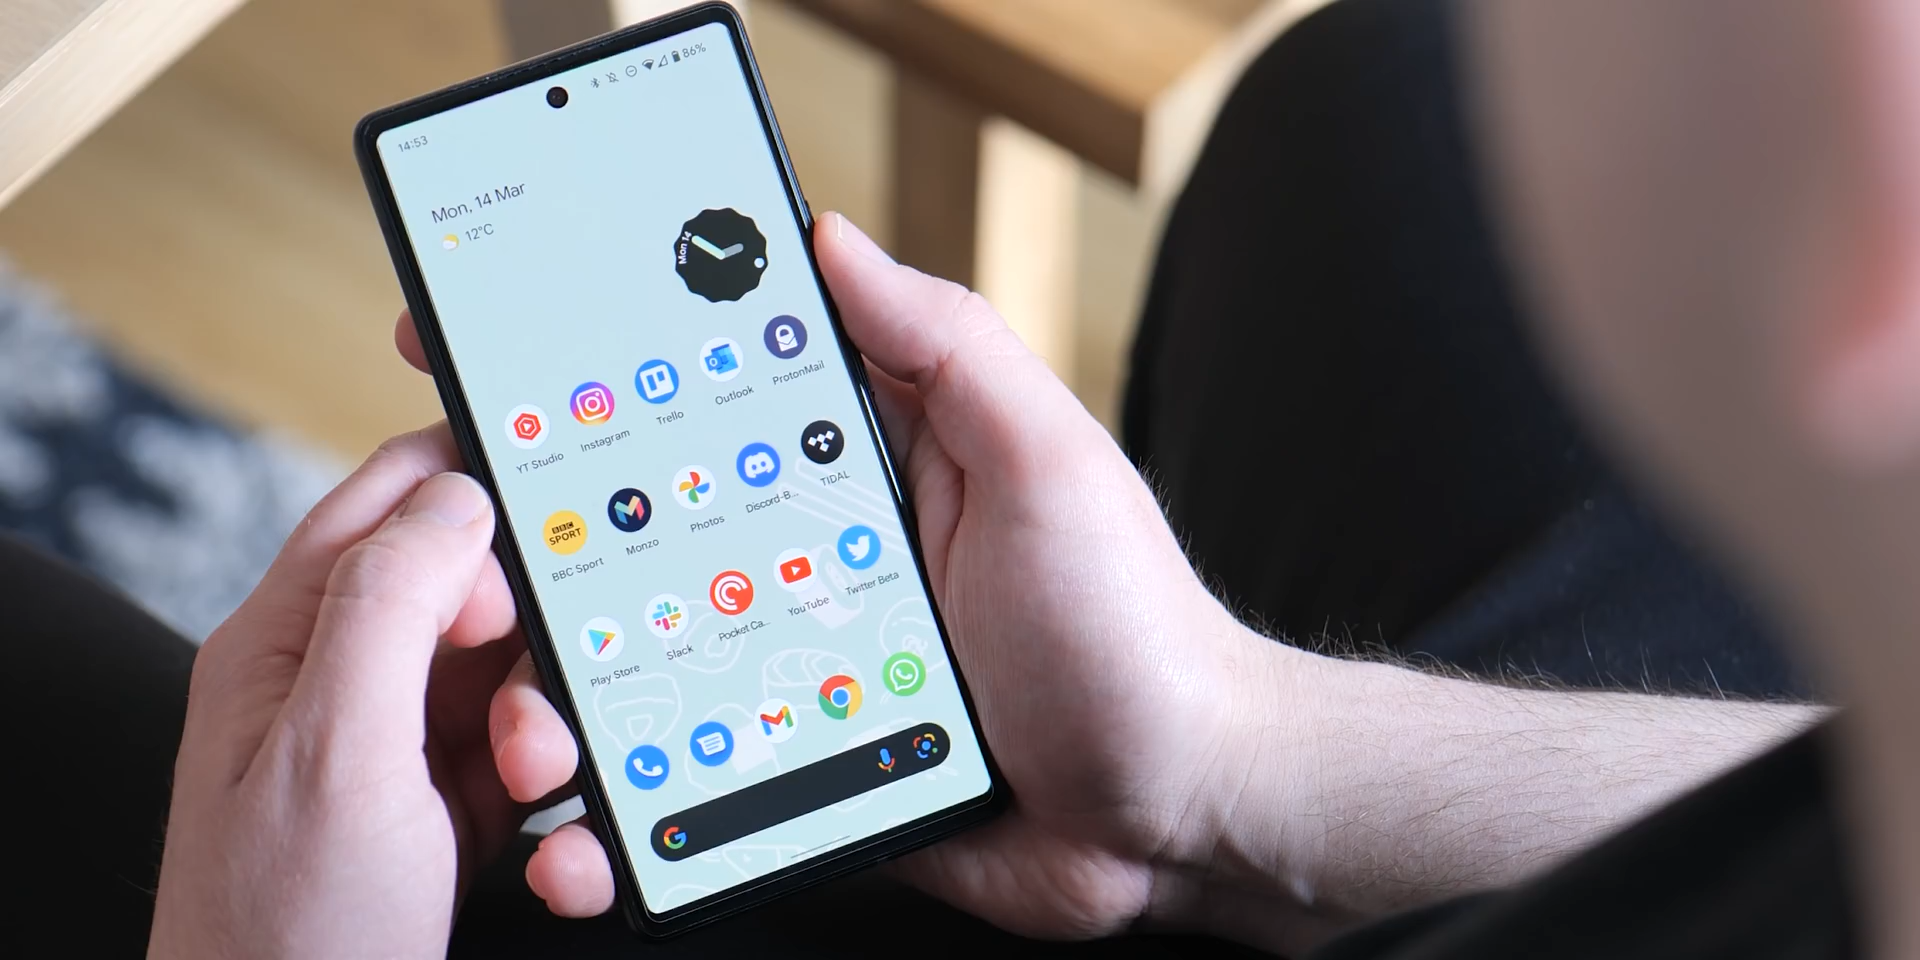 14:53
86%
Mon, 14 Mar
12°C
Mon 14
YT Studio
Instagram
Trello
Outlook
ProtonMail
BBC
SPORT
BBC Sport
Monzo
Photos
Discord-B...
TIDAL
Play Store
Slack
Pocket Ca...
YouTube
Twitter Beta
G